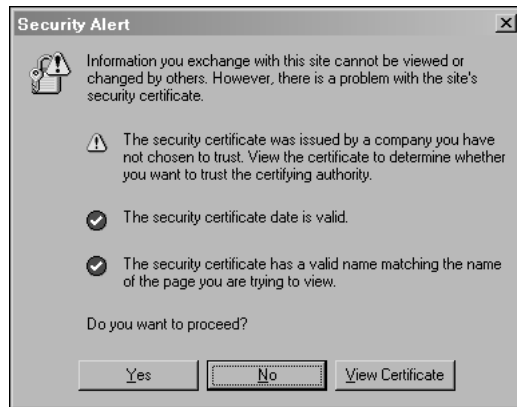 Security Alert
Information you exchange with this site cannot be viewed or
changed by others. However, there is a problem with the site's
security certificate.
The security certificate was issued by a company you have
not chosen to trust. View the certificate to determine whether
you want to trust the certifying authority.
The security certificate date is valid.
The security certificate has a valid name matching the name
of the page you are trying to view.
Do you want to proceed?
Yes No View Certificate